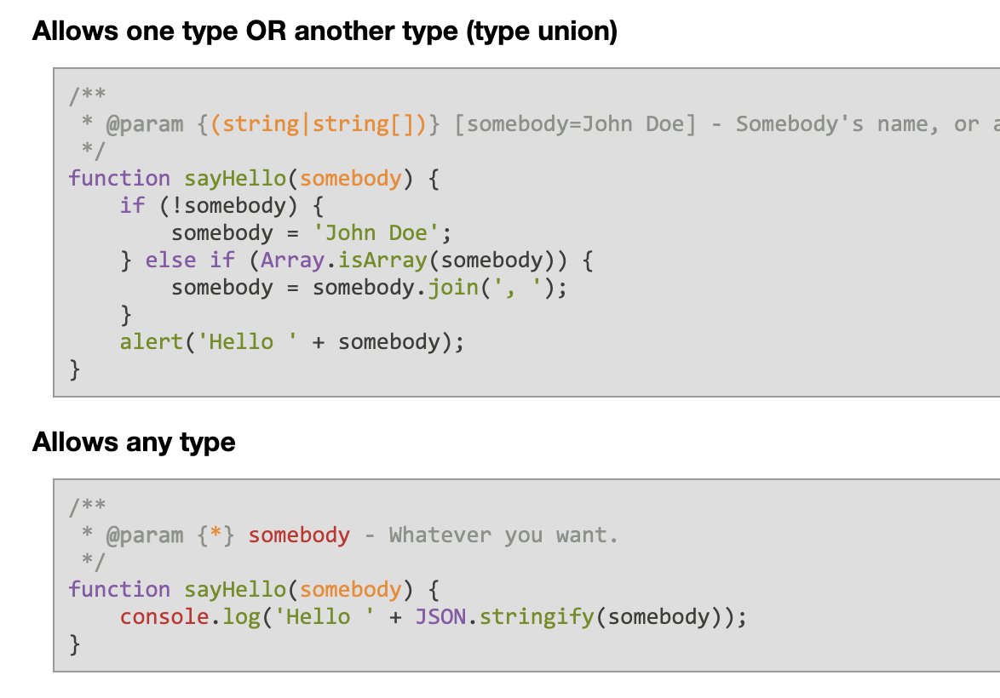 Allows one type OR another type (type union)
/**
 * @param {(string|string[])} [somebody=John Doe] - Somebody's name, or a
 */
function sayHello(somebody) {
    if (!somebody) {
        somebody = 'John Doe';
    } else if (Array.isArray(somebody)) {
        somebody = somebody.join(', ');
    }
    alert('Hello ' + somebody);
}
Allows any type
/**
 * @param {*} somebody - Whatever you want.
 */
function sayHello(somebody) {
    console.log('Hello ' + JSON.stringify(somebody));
}